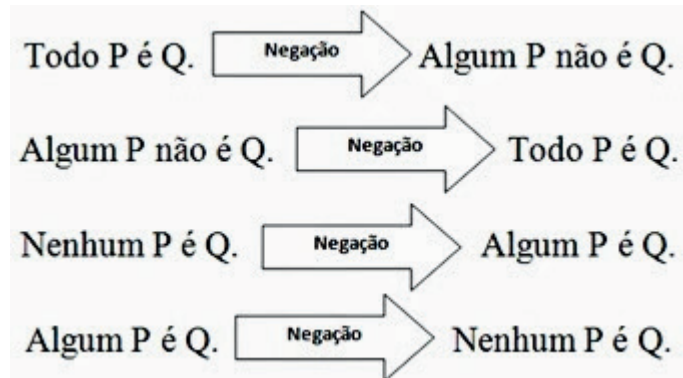 Todo P é Q. Negação Algum P não é Q.
Algum P não é Q. Negação Todo P é Q.
Nenhum P é Q. Negação Algum P é Q.
Algum P é Q. Negação Nenhum P é Q.